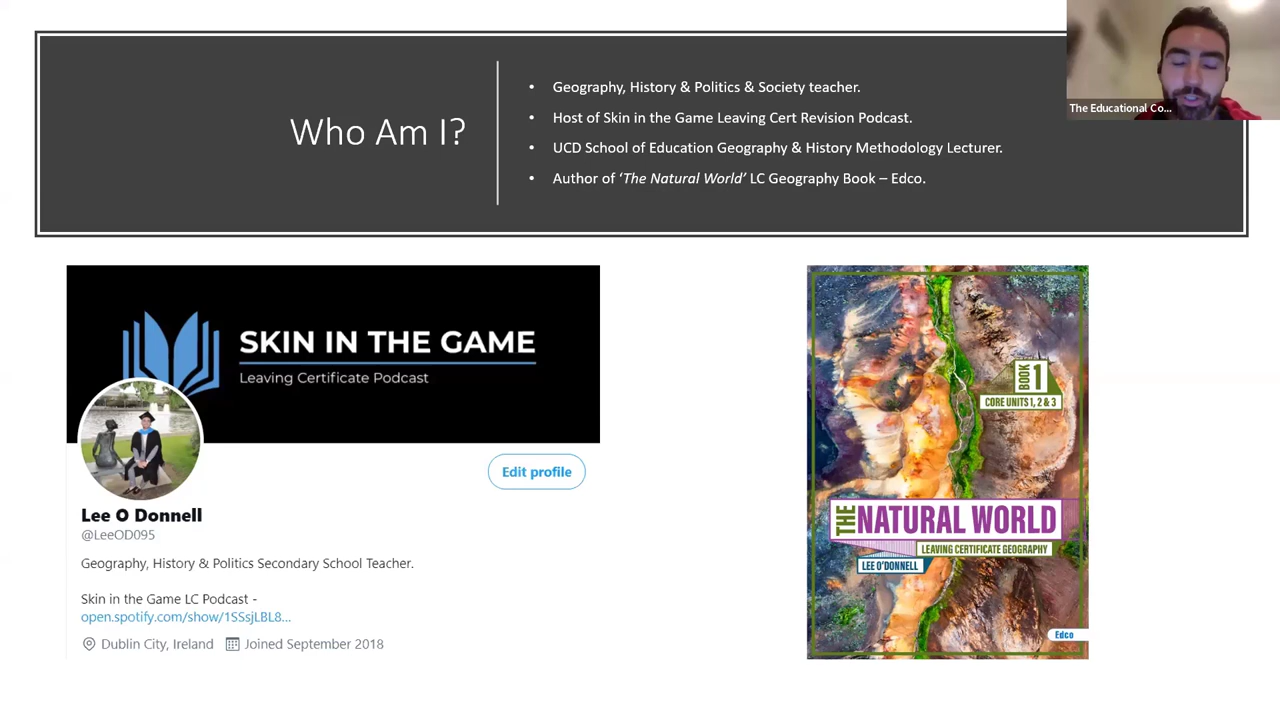 Who Am I?
• Geography, History & Politics & Society teacher.
• Host of Skin in the Game Leaving Cert Revision Podcast.
• UCD School of Education Geography & History Methodology Lecturer.
• Author of ‘The Natural World’ LC Geography Book – Edco.
The Educational Co...
SKIN IN THE GAME
Leaving Certificate Podcast
Edit profile
Lee O Donnell
@LeeOD095
Geography, History & Politics Secondary School Teacher.
Skin in the Game LC Podcast -
open.spotify.com/show/1SSsjLBL8...
Dublin City, Ireland Joined September 2018
BOOK 1
CORE UNITS 1, 2 & 3
THE NATURAL WORLD
LEAVING CERTIFICATE GEOGRAPHY
LEE O'DONNELL
Edco